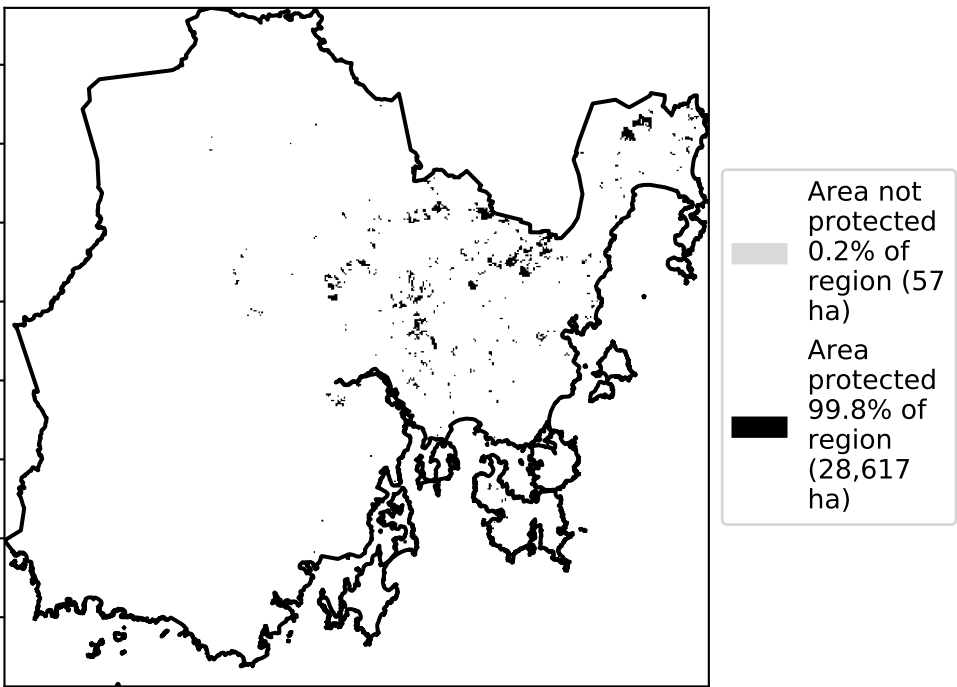 Area not
protected
0.2% of
region (57
ha)
Area
protected
99.8% of
region
(28,617
ha)